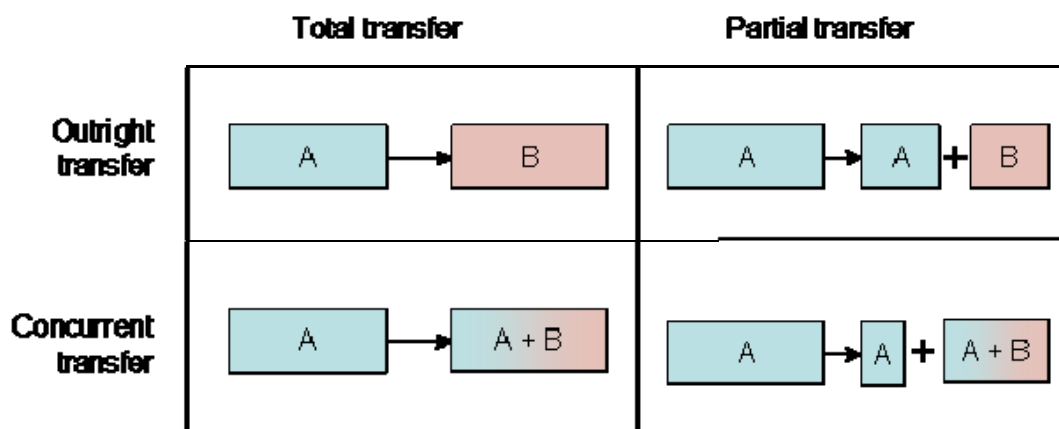 Total transfer Partial transfer
Outright
transfer
A B A A + B
Concurrent
transfer
A A + B A A + A + B